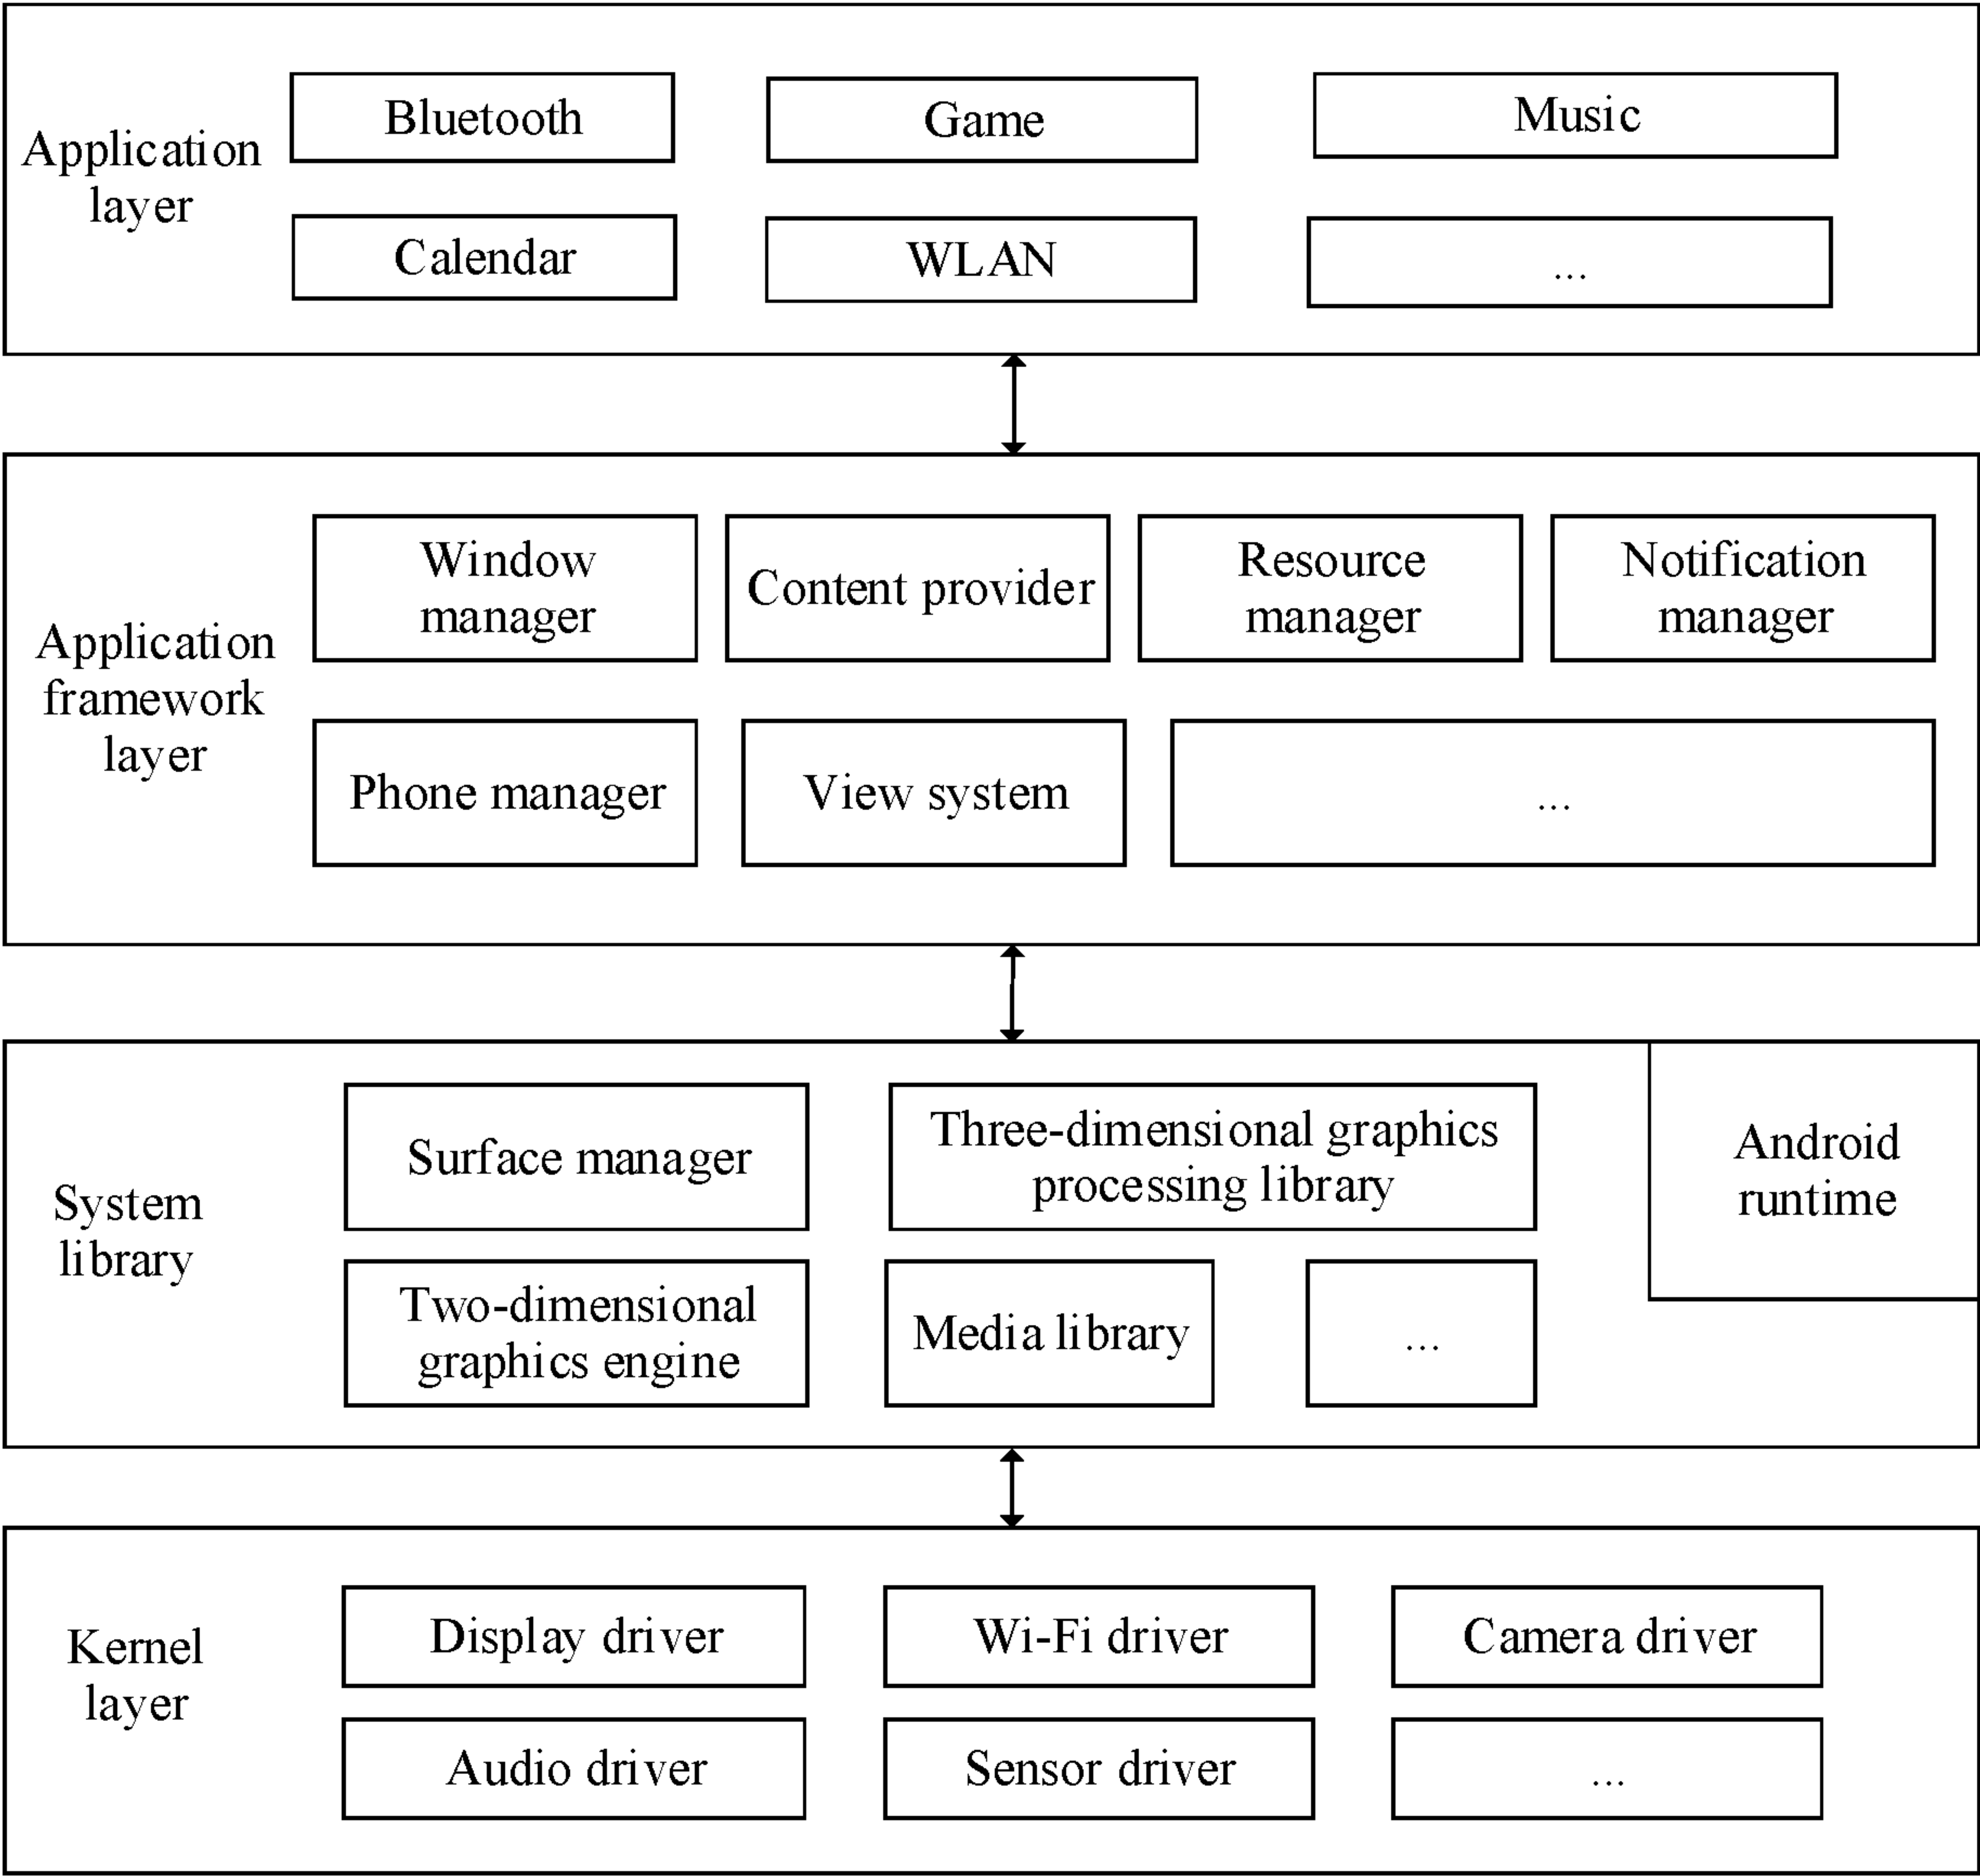 Application
layer
Bluetooth
Game
Music
Calendar
WLAN
...
Application
framework
layer
Window
manager
Content provider
Resource
manager
Notification
manager
Phone manager
View system
...
System
library
Surface manager
Three-dimensional graphics
processing library
Android
runtime
Two-dimensional
graphics engine
Media library
...
Kernel
layer
Display driver
Wi-Fi driver
Camera driver
Audio driver
Sensor driver
...